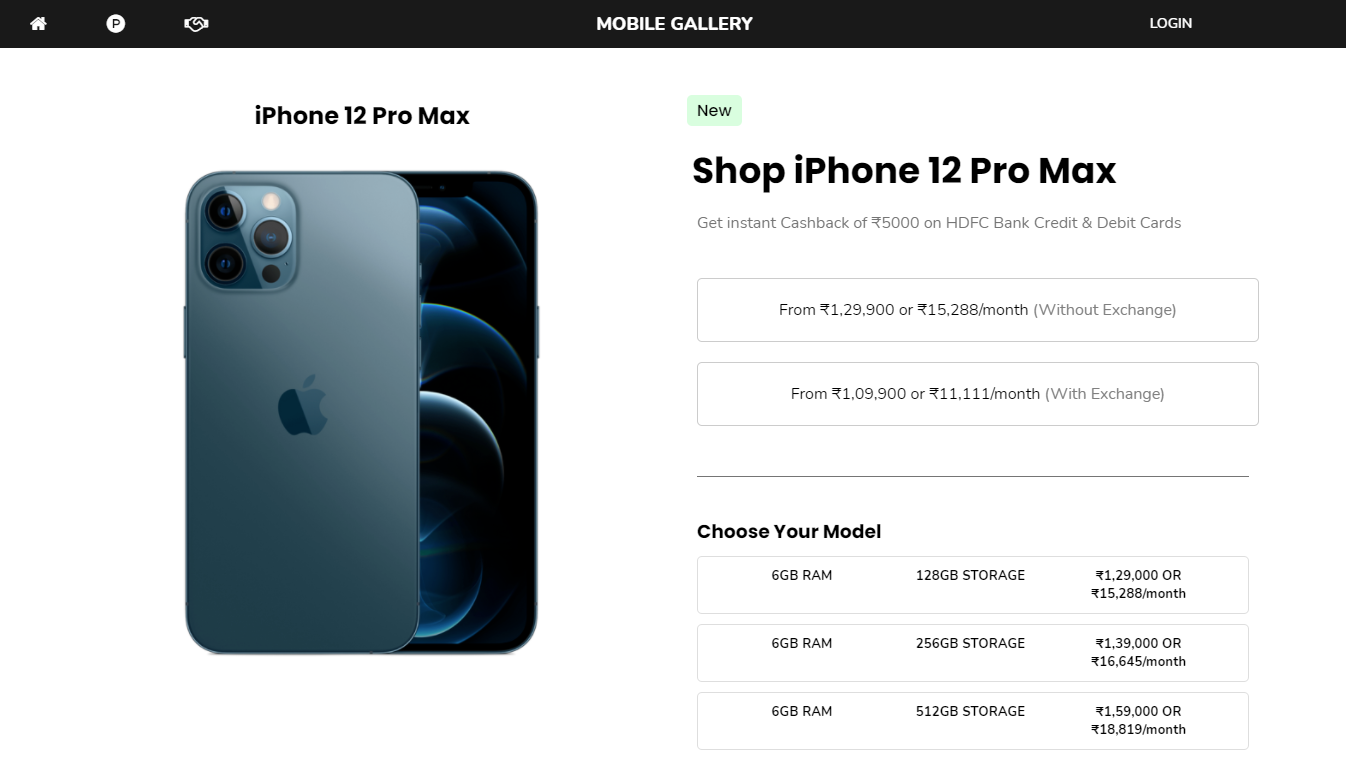 P
MOBILE GALLERY
LOGIN
iPhone 12 Pro Max
New
Shop iPhone 12 Pro Max
Get instant Cashback of ₹5000 on HDFC Bank Credit & Debit Cards
From ₹1,29,900 or ₹15,288/month (Without Exchange)
From ₹1,09,900 or ₹11,111/month (With Exchange)
Choose Your Model
6GB RAM 128GB STORAGE ₹1,29,000 OR
₹15,288/month
6GB RAM 256GB STORAGE ₹1,39,000 OR
₹16,645/month
6GB RAM 512GB STORAGE ₹1,59,000 OR
₹18,819/month